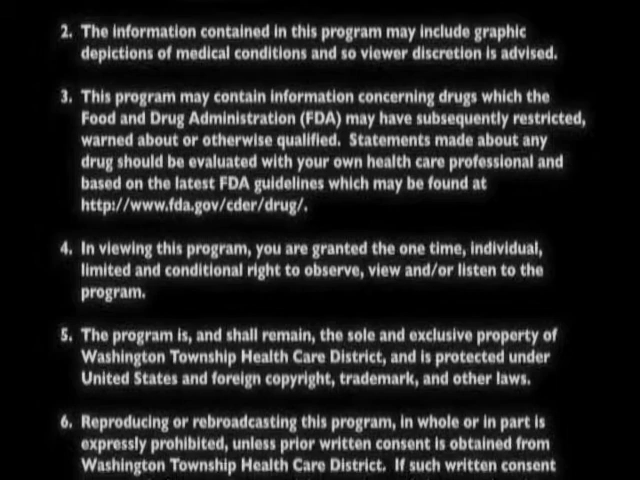 2. The information contained in this program may include graphic
depictions of medical conditions and so viewer discretion is advised.
3. This program may contain information concerning drugs which the
Food and Drug Administration (FDA) may have subsequently restricted,
warned about or otherwise qualified. Statements made about any
drug should be evaluated with your own health care professional and
based on the latest FDA guidelines which may be found at
http://www.fda.gov/cder/drug/.
4. In viewing this program, you are granted the one time, individual,
limited and conditional right to observe, view and/or listen to the
program.
5. The program is, and shall remain, the sole and exclusive property of
Washington Township Health Care District, and is protected under
United States and foreign copyright, trademark, and other laws.
6. Reproducing or rebroadcasting this program, in whole or in part is
expressly prohibited, unless prior written consent is obtained from
Washington Township Health Care District. If such written consent